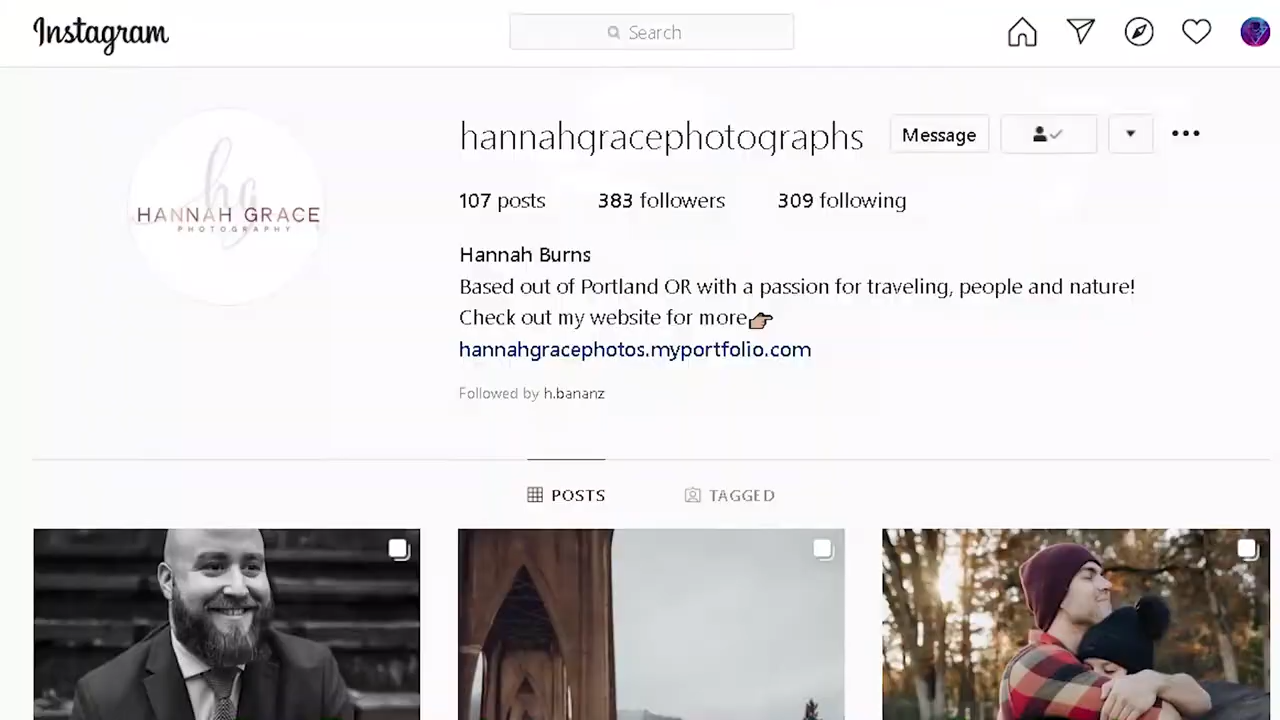 Instagram
Search
hannahgracephotographs
Message
107 posts
383 followers
309 following
hg
HANNAH GRACE
PHOTOGRAPHY
Hannah Burns
Based out of Portland OR with a passion for traveling, people and nature!
Check out my website for more👉🏽
hannahgracephotos.myportfolio.com
Followed by h.bananz
POSTS
TAGGED